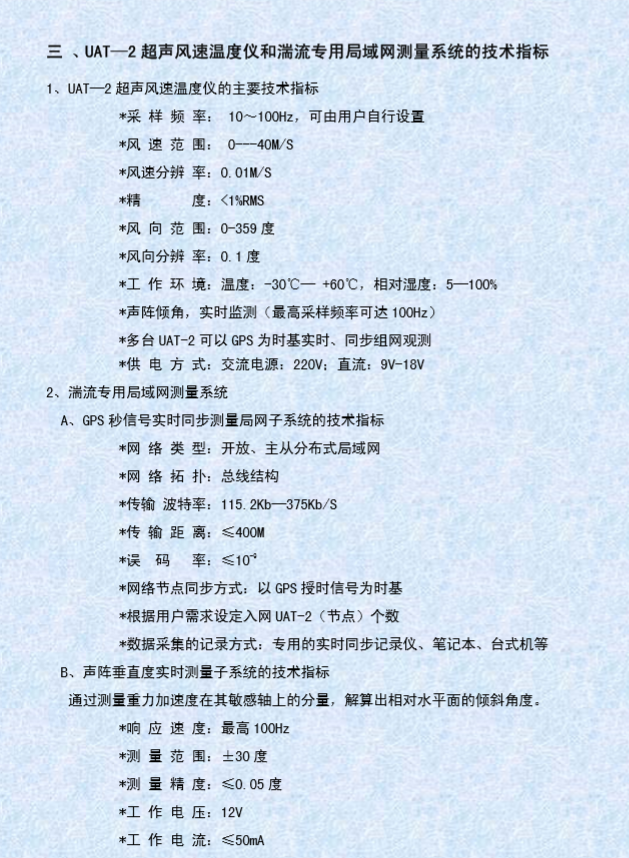 三 、UAT—2 超声风速温度仪和湍流专用局域网测量系统的技术指标
1、UAT—2 超声风速温度仪的主要技术指标
*采 样 频 率: 10～100Hz，可由用户自行设置
*风 速 范 围: 0---40M/S
*风速分辨 率: 0.01M/S
*精 度: <1%RMS
*风 向 范 围: 0-359 度
*风向分辨 率: 0.1 度
*工 作 环 境: 温度: -30℃— +60℃，相对湿度: 5—100%
*声阵倾角，实时监测（最高采样频率可达 100Hz）
*多台 UAT-2 可以 GPS 为时基实时、同步组网观测
*供 电 方 式: 交流电源: 220V; 直流: 9V-18V
2、湍流专用局域网测量系统
A、GPS 秒信号实时同步测量局网子系统的技术指标
*网 络 类 型: 开放、主从分布式局域网
*网 络 拓 扑: 总线结构
*传输 波特率: 115.2Kb—375Kb/S
*传 输 距 离: ≤400M
*误 码 率: ≤10⁻⁹
*网络节点同步方式: 以 GPS 授时信号为时基
*根据用户需求设定入网 UAT-2（节点）个数
*数据采集的记录方式: 专用的实时同步记录仪、笔记本、台式机等
B、声阵垂直度实时测量子系统的技术指标
通过测量重力加速度在其敏感轴上的分量，解算出相对水平面的倾斜角度。
*响 应 速 度: 最高 100Hz
*测 量 范 围: ±30 度
*测 量 精 度: ≤0.05 度
*工 作 电 压: 12V
*工 作 电 流: ≤50mA